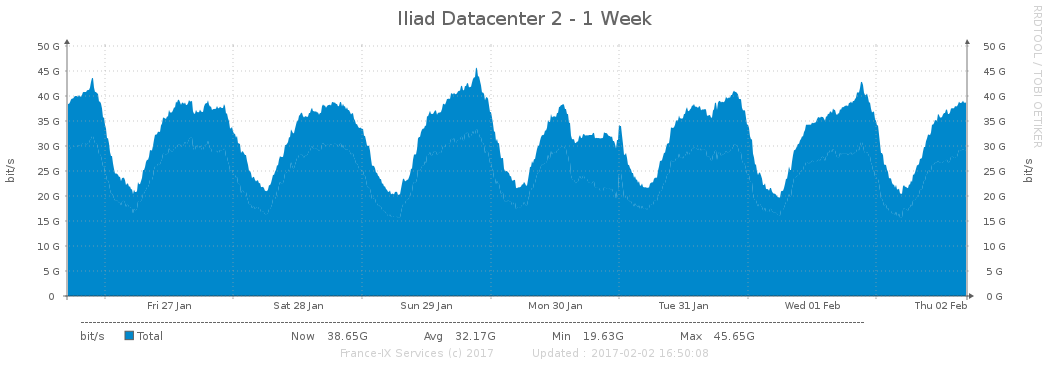 Iliad Datacenter 2 - 1 Week
RRDTOOL / TOBI OETIKER
50 G 50 G
45 G 45 G
40 G 40 G
35 G 35 G
30 G 30 G
25 G 25 G
20 G 20 G
15 G 15 G
10 G 10 G
5 G 5 G
0 0 G
bit/s bit/s
Fri 27 Jan Sat 28 Jan Sun 29 Jan Mon 30 Jan Tue 31 Jan Wed 01 Feb Thu 02 Feb
bit/s Total Now 38.65G Avg 32.17G Min 19.63G Max 45.65G
France-IX Services (c) 2017 Updated : 2017-02-02 16:50:08